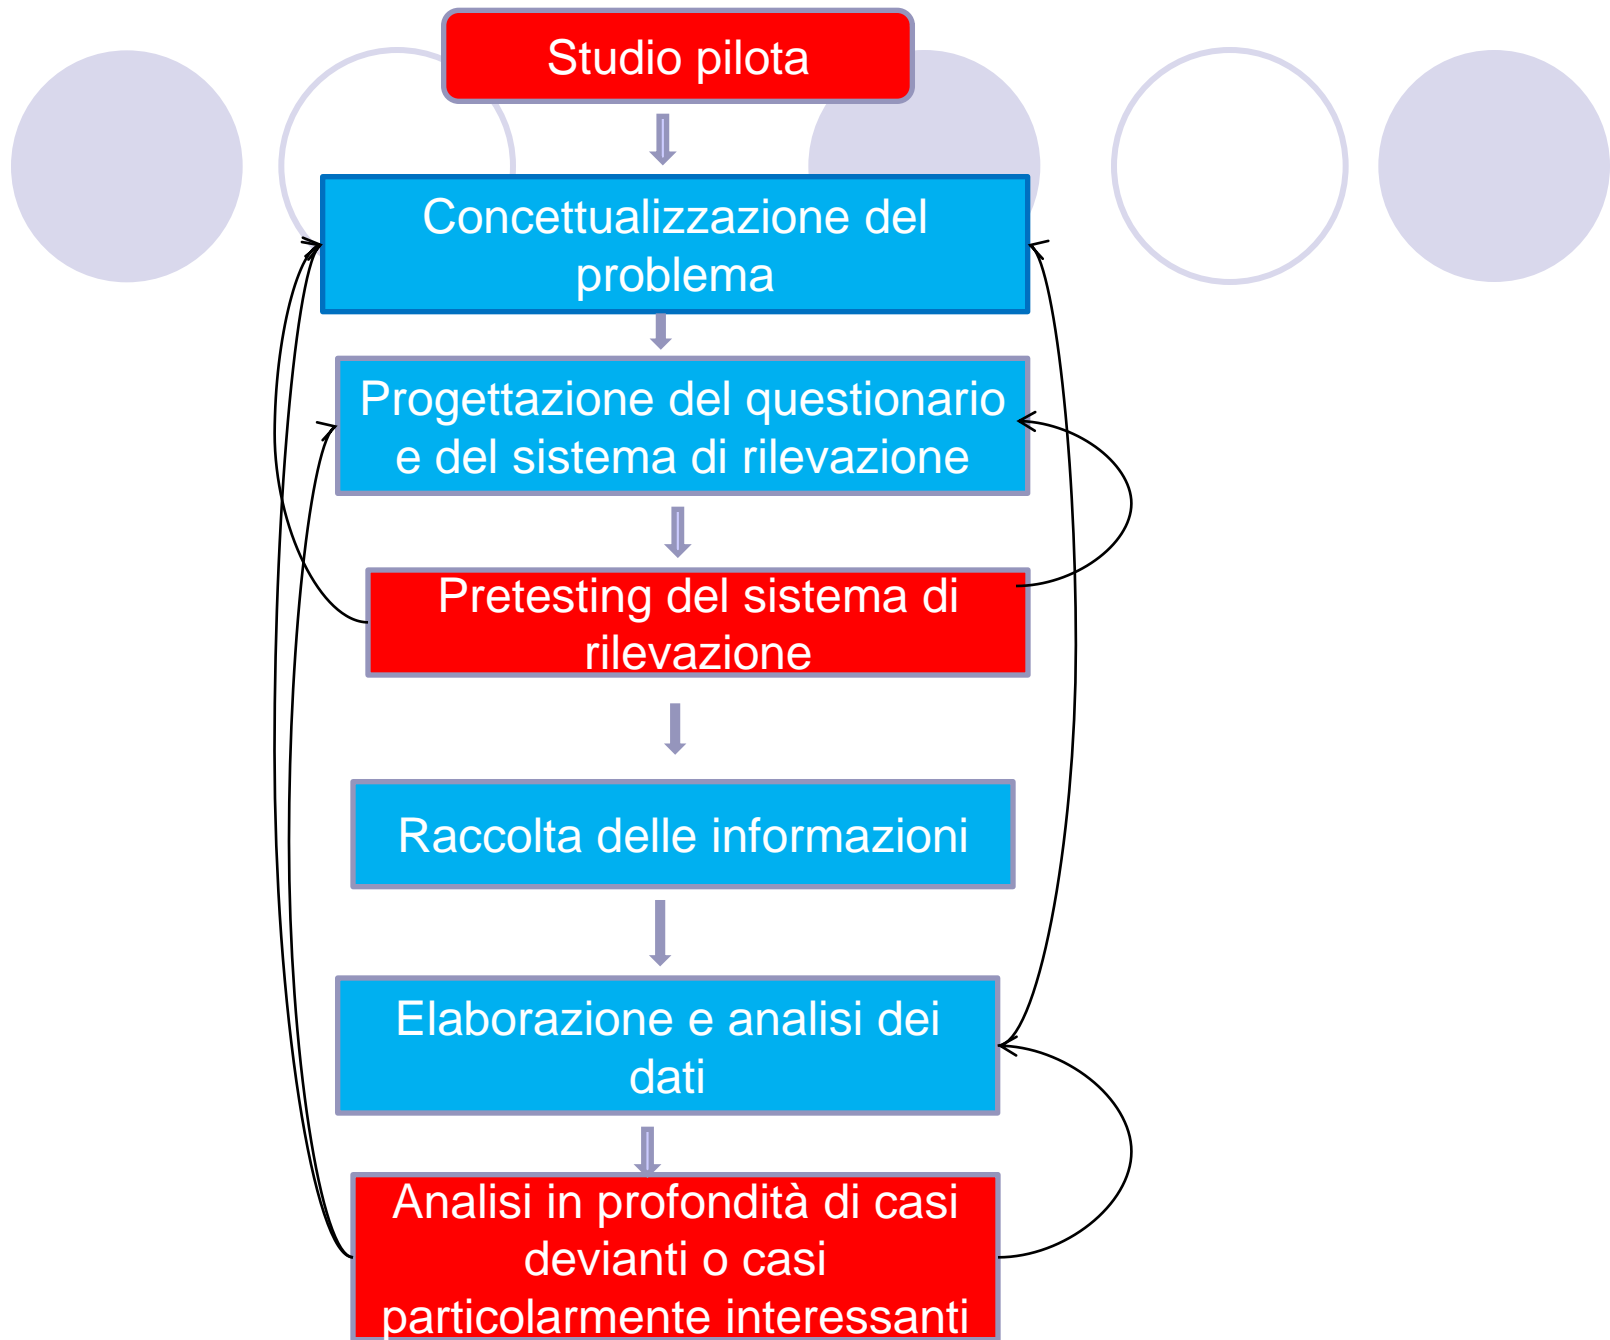 Studio pilota
Concettualizzazione del
problema
Progettazione del questionario
e del sistema di rilevazione
Pretesting del sistema di
rilevazione
Raccolta delle informazioni
Elaborazione e analisi dei
dati
Analisi in profondità di casi
devianti o casi
particolarmente interessanti